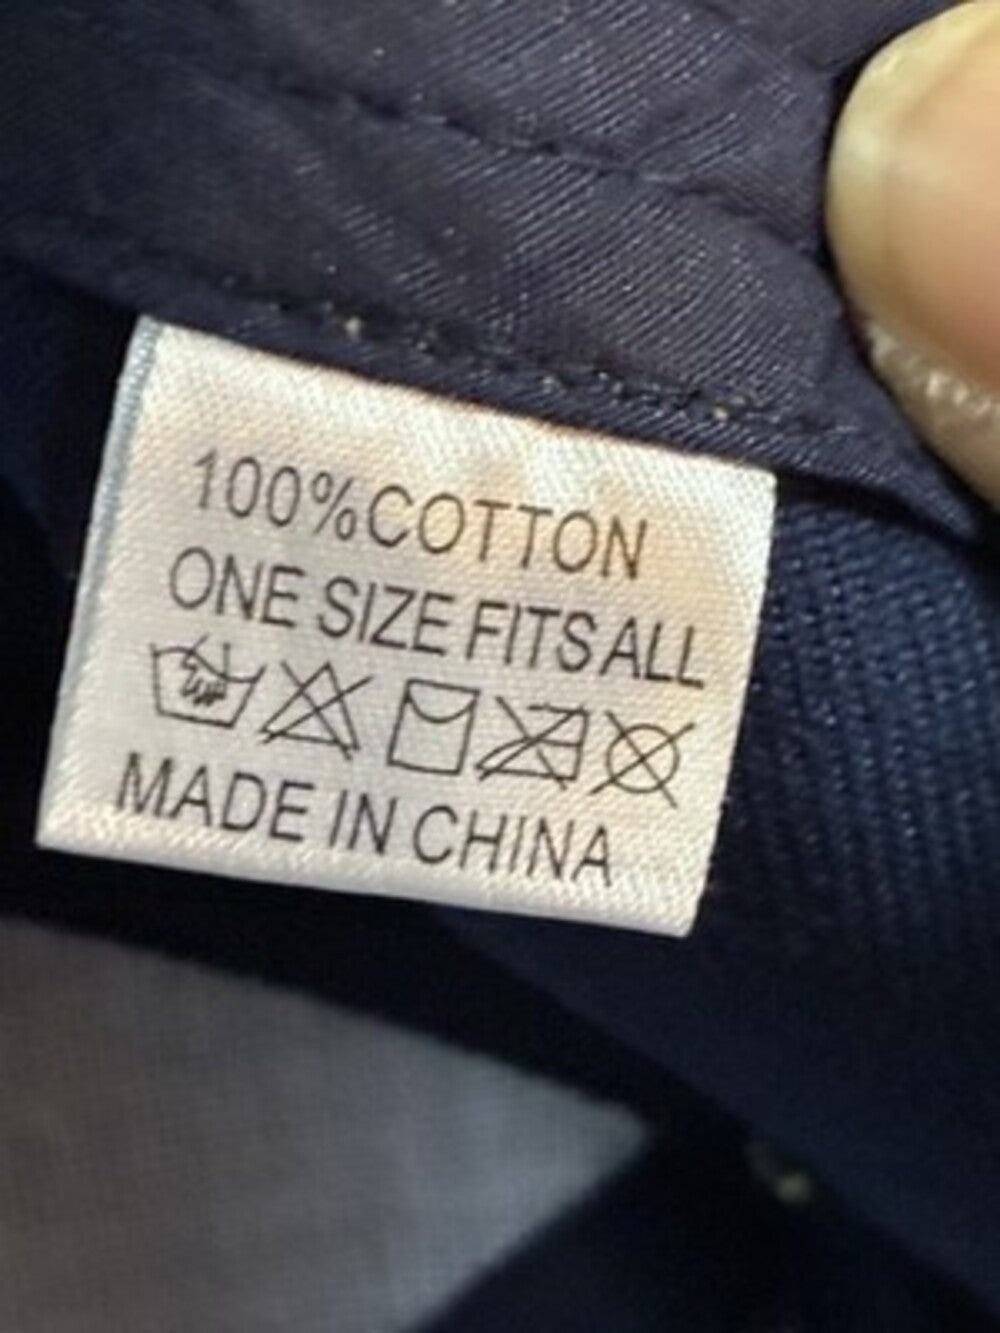 100%COTTON
ONE SIZE FITS ALL
MADE IN CHINA